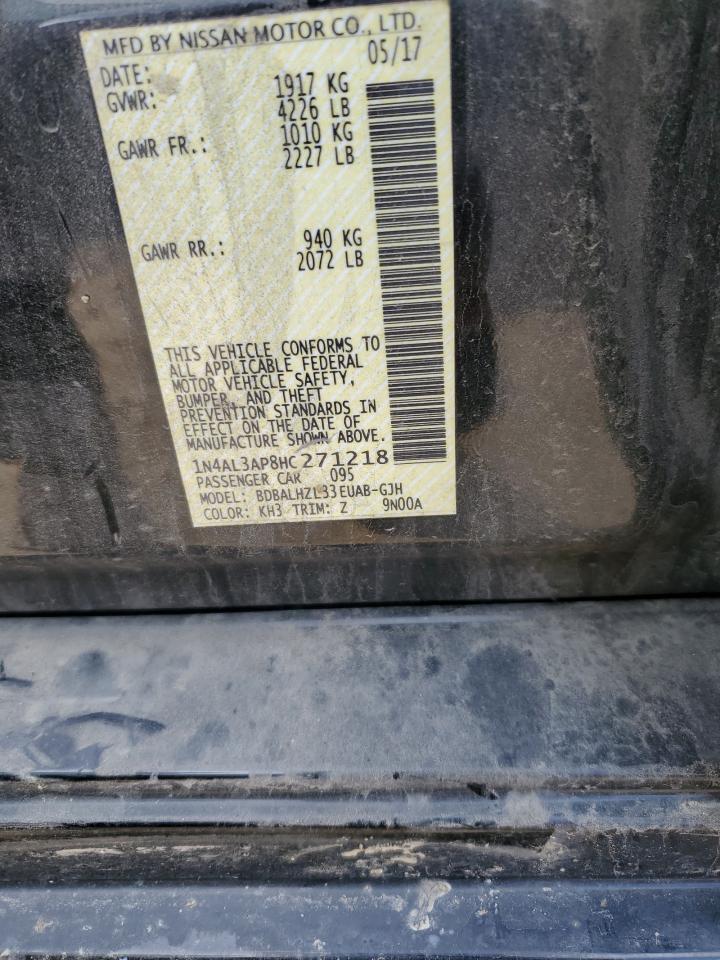 MFD BY NISSAN MOTOR CO., LTD.
DATE: 05/17
GVWR: 1917 KG
4226 LB
GAWR FR.: 1010 KG
2227 LB
GAWR RR.: 940 KG
2072 LB
THIS VEHICLE CONFORMS TO
ALL APPLICABLE FEDERAL
MOTOR VEHICLE SAFETY,
BUMPER, AND THEFT
PREVENTION STANDARDS IN
EFFECT ON THE DATE OF
MANUFACTURE SHOWN ABOVE.
1N4AL3AP8HC271218
PASSENGER CAR 095
MODEL: BDBALHZL33EUAB-GJH
COLOR: KH3 TRIM: Z 9N00A